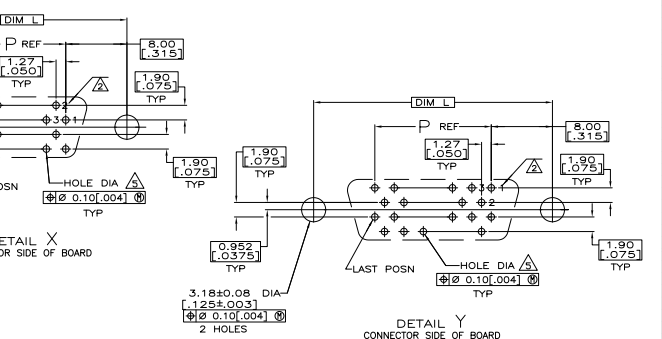 DIM L
P REF
8.00
[.315]
1.27
[.050]
TYP
2
1.90
[.075]
TYP
2
3 1
1.90
[.075]
TYP
OSN
HOLE DIA 5
⌖ Ø 0.10[.004] Ⓜ
TYP
ETAIL X
OR SIDE OF BOARD
DIM L
P REF
8.00
[.315]
1.27
[.050]
TYP
2
1.90
[.075]
TYP
1.90
[.075]
TYP
3 1
2
0.952
[.0375]
TYP
LAST POSN
HOLE DIA 5
⌖ Ø 0.10[.004] Ⓜ
TYP
1.90
[.075]
TYP
3.18±0.08 DIA
[.125±.003]
⌖ Ø 0.10[.004] Ⓜ
2 HOLES
DETAIL Y
CONNECTOR SIDE OF BOARD